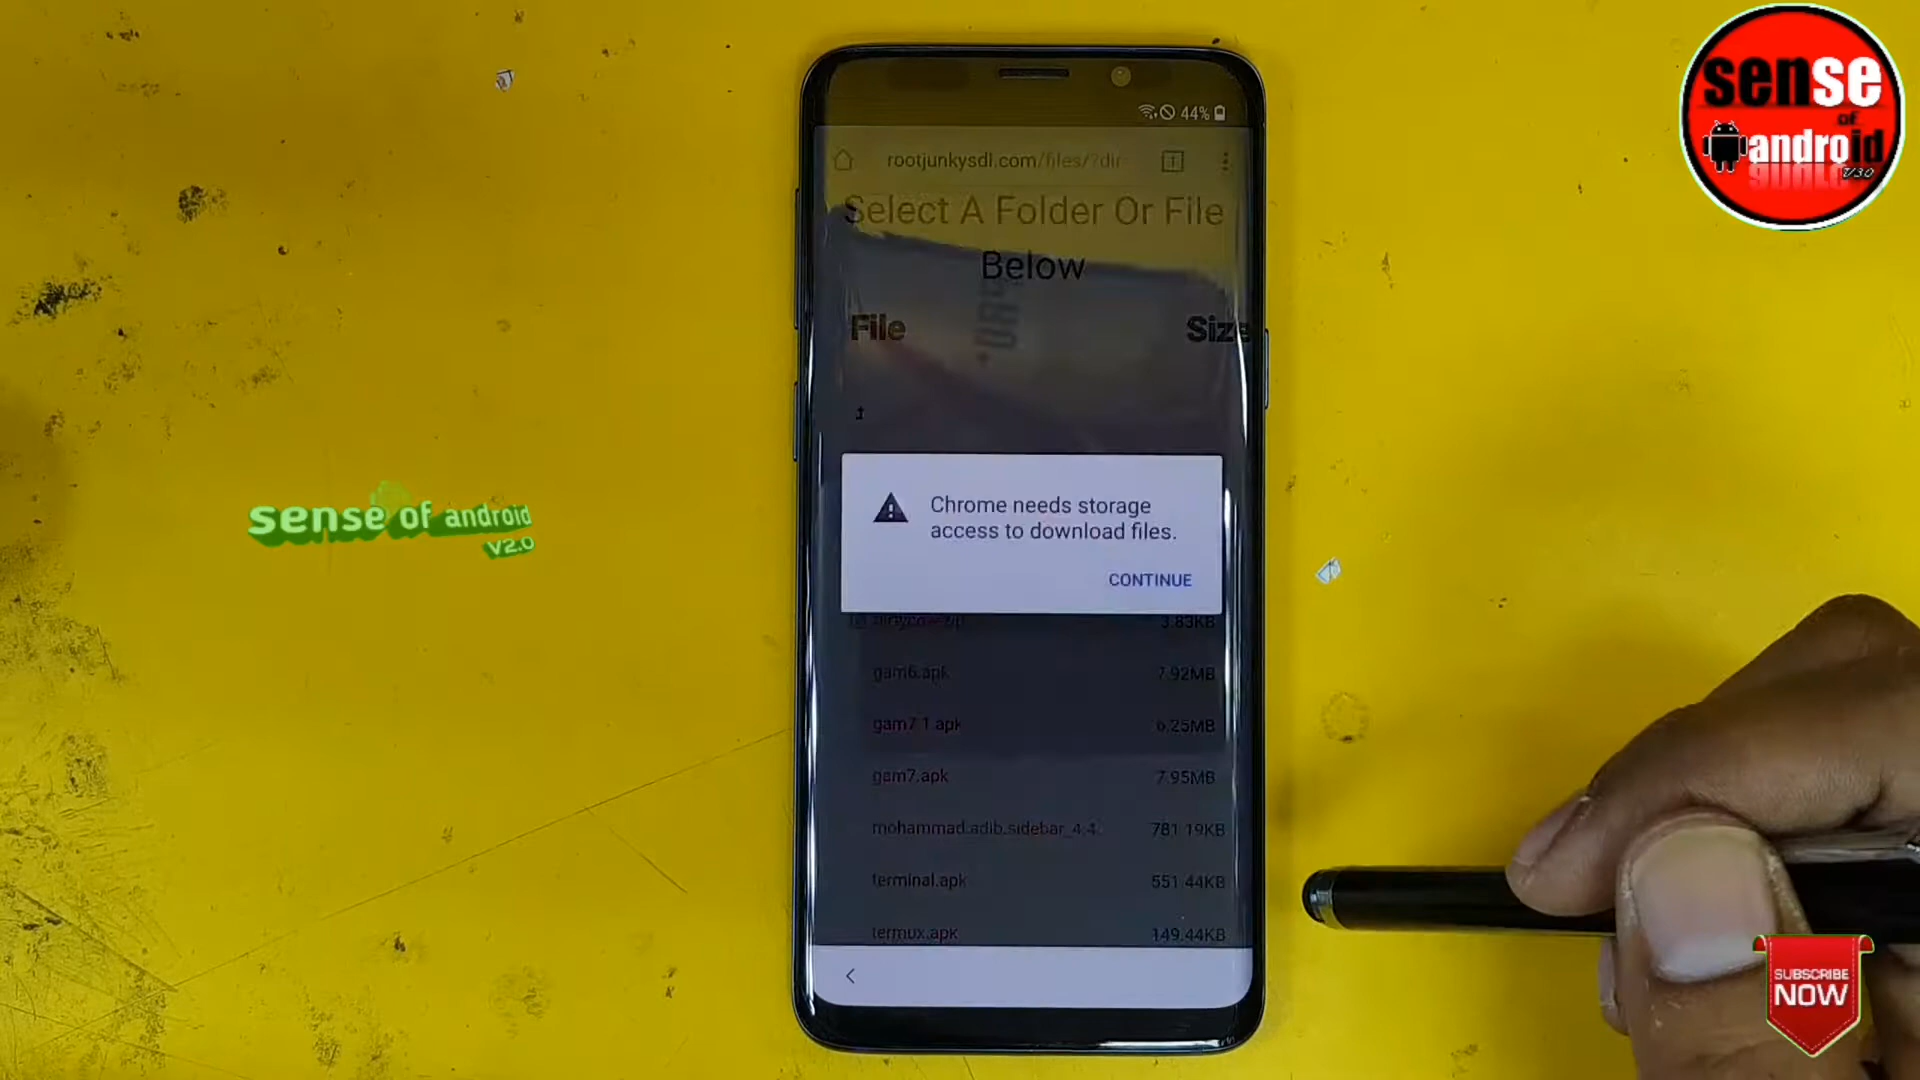 sense
of
android
V3.0
44%
rootjunkysdl.com/files/?dir
1
Select A Folder Or File
Below
File Size
Chrome needs storage
access to download files.
CONTINUE
3.83KB
gam6.apk 7.92MB
gam7.1.apk 6.25MB
gam7.apk 7.95MB
mohammad.adib.sidebar_4.4. 781.19KB
terminal.apk 551.44KB
termux.apk 149.44KB
sense of android
V2.0
SUBSCRIBE
NOW